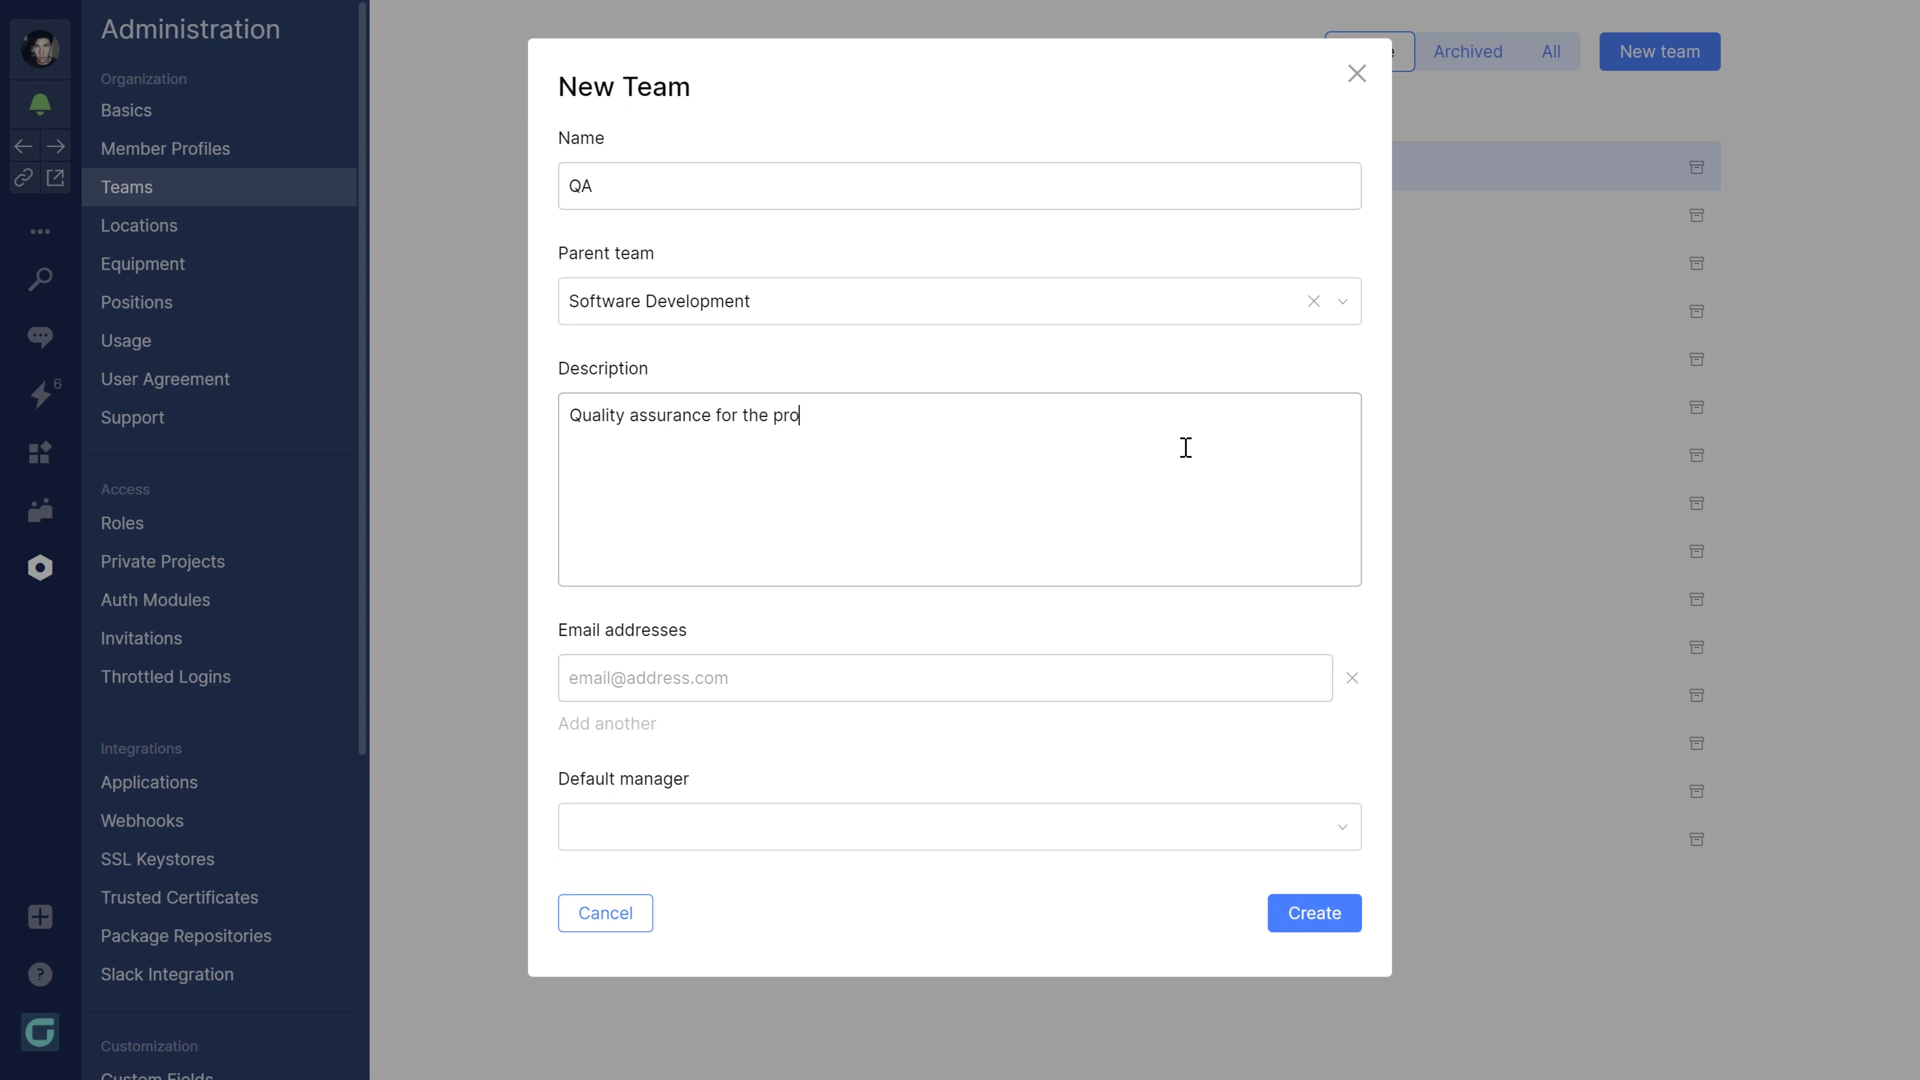 Administration
Organization
Basics
Member Profiles
Teams
Locations
Equipment
Positions
Usage
User Agreement
Support
Access
Roles
Private Projects
Auth Modules
Invitations
Throttled Logins
Integrations
Applications
Webhooks
SSL Keystores
Trusted Certificates
Package Repositories
Slack Integration
Customization
Custom Fields
6
Archived
All
New team
New Team
Name
QA
Parent team
Software Development
Description
Quality assurance for the pro
Email addresses
email@address.com
Add another
Default manager
Cancel
Create